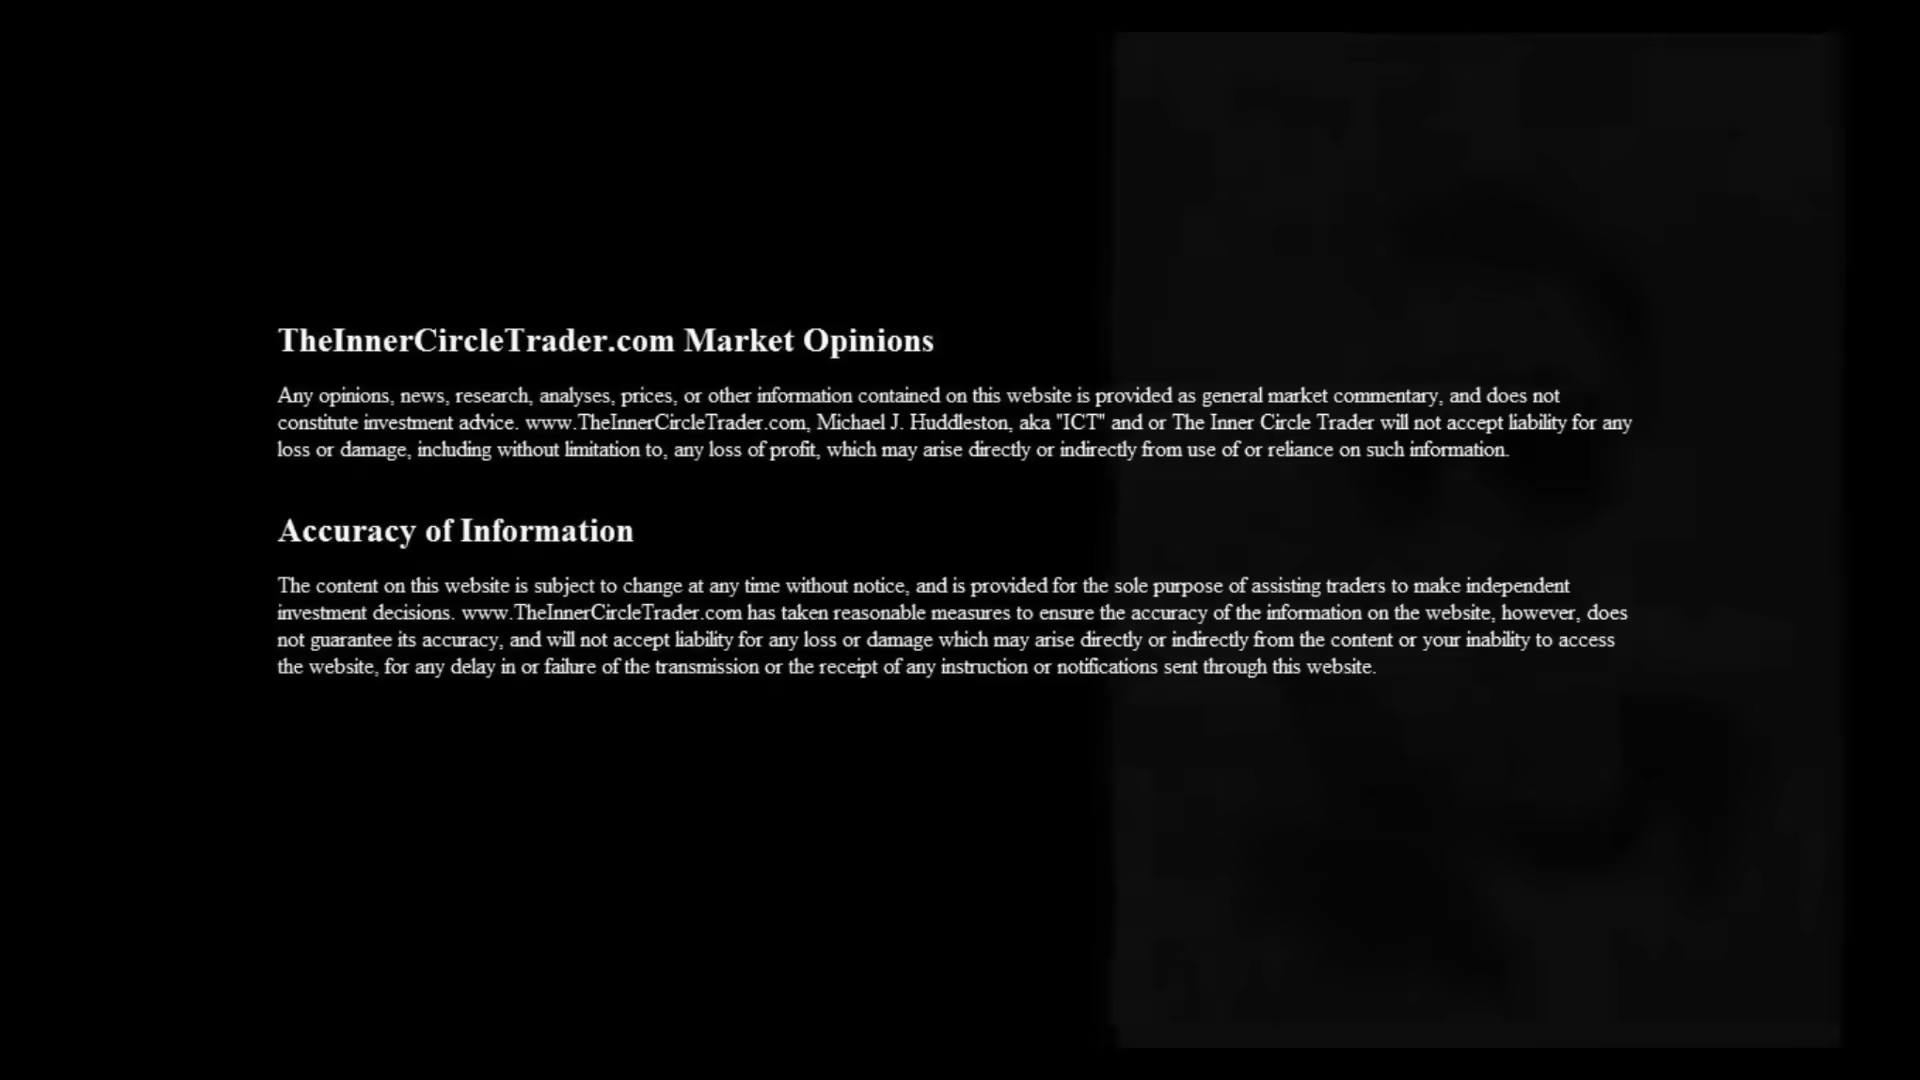 TheInnerCircleTrader.com Market Opinions
Any opinions, news, research, analyses, prices, or other information contained on this website is provided as general market commentary, and does not
constitute investment advice. www.TheInnerCircleTrader.com, Michael J. Huddleston, aka "ICT" and or The Inner Circle Trader will not accept liability for any
loss or damage, including without limitation to, any loss of profit, which may arise directly or indirectly from use of or reliance on such information.
Accuracy of Information
The content on this website is subject to change at any time without notice, and is provided for the sole purpose of assisting traders to make independent
investment decisions. www.TheInnerCircleTrader.com has taken reasonable measures to ensure the accuracy of the information on the website, however, does
not guarantee its accuracy, and will not accept liability for any loss or damage which may arise directly or indirectly from the content or your inability to access
the website, for any delay in or failure of the transmission or the receipt of any instruction or notifications sent through this website.